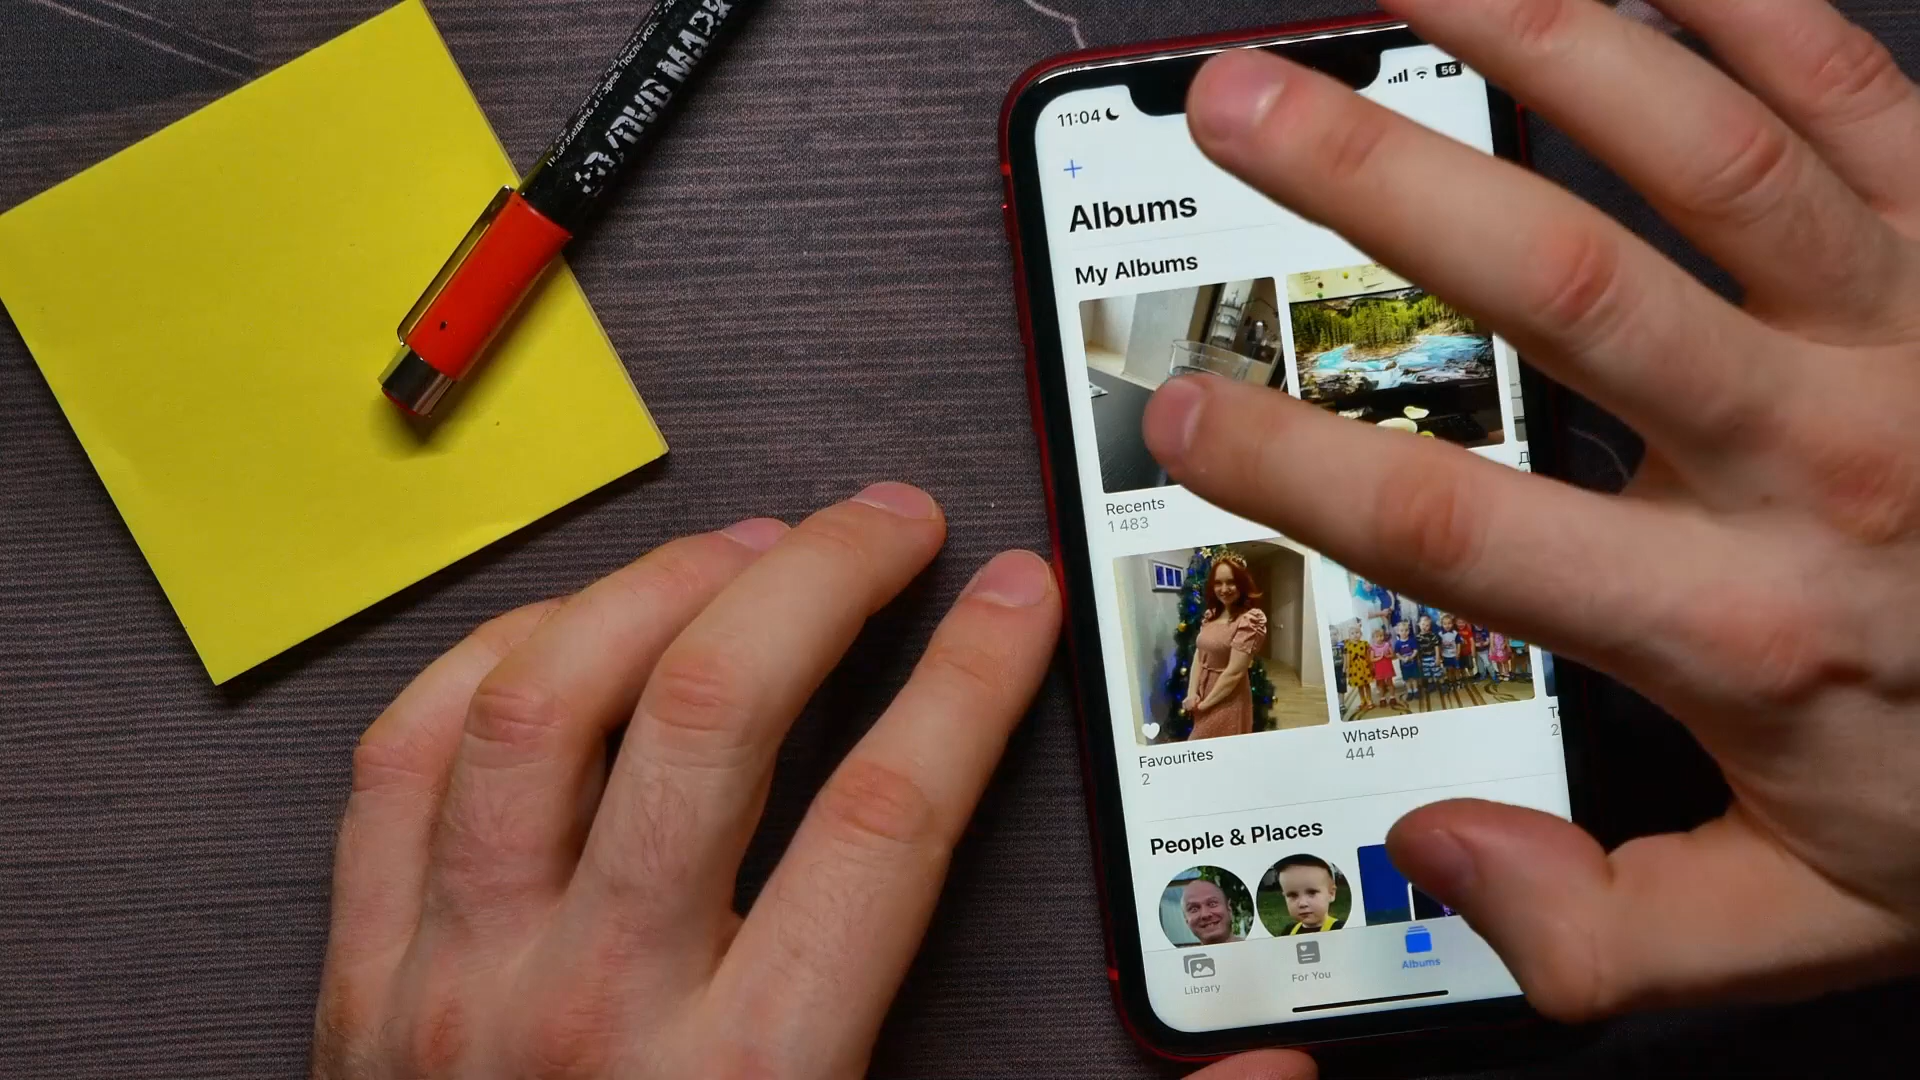 11:04
56
Albums
My Albums
Recents
1 483
Favourites
2
WhatsApp
444
People & Places
Library
For You
Albums